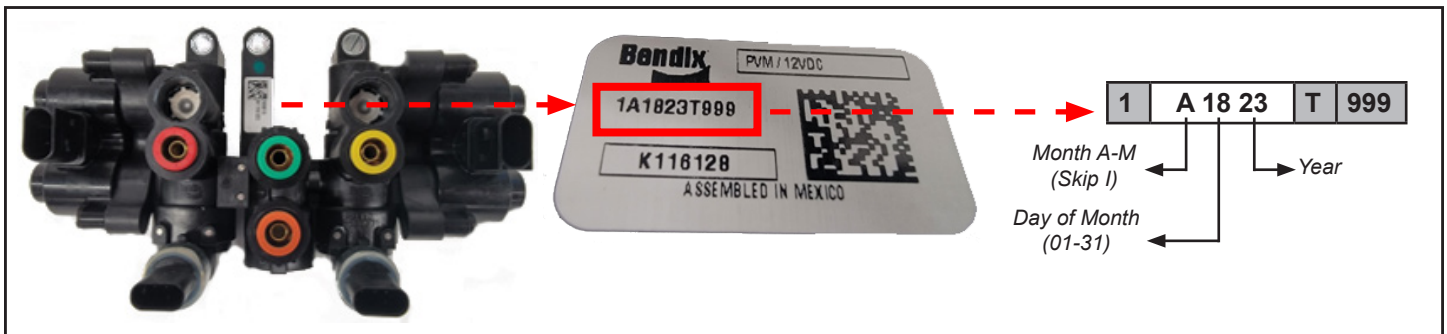 Bendix
PVM / 12VDC
1A1823T999
K116128
ASSEMBLED IN MEXICO
1 A 18 23 T 999
Month A-M
(Skip I)
Year
Day of Month
(01-31)